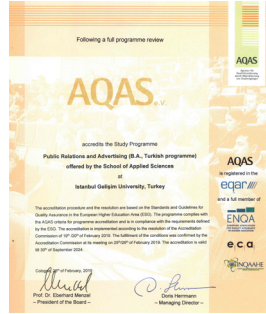 Following a full programme review
AQAS
AQAS e.V.
accredits the Study Programme
Public Relations and Advertising (B.A., Turkish programme)
offered by the School of Applied Sciences
at
Istanbul Gelişim University, Turkey
The accreditation procedure and the resolution are based on the Standards and Guidelines for
Quality Assurance in the European Higher Education Area (ESG). The programme complies with
the AQAS criteria for programme accreditation and is in compliance with the requirements defined
by the ESG. The accreditation is implemented according to the resolution of the Accreditation
Commission of of February 2018. The fulfilment of the conditions was confirmed by the
Accreditation Commission at its meeting on of February 2019. The accreditation is valid
till 30th of September 2024.
Cologne, of February, 2019
Prof. Dr. Eberhard Menzel
– President of the Board –
Doris Herrmann
– Managing Director –
AQAS
is registered in the
eqar////
and a full member of
ENQA
e.c.a
INQAAHE